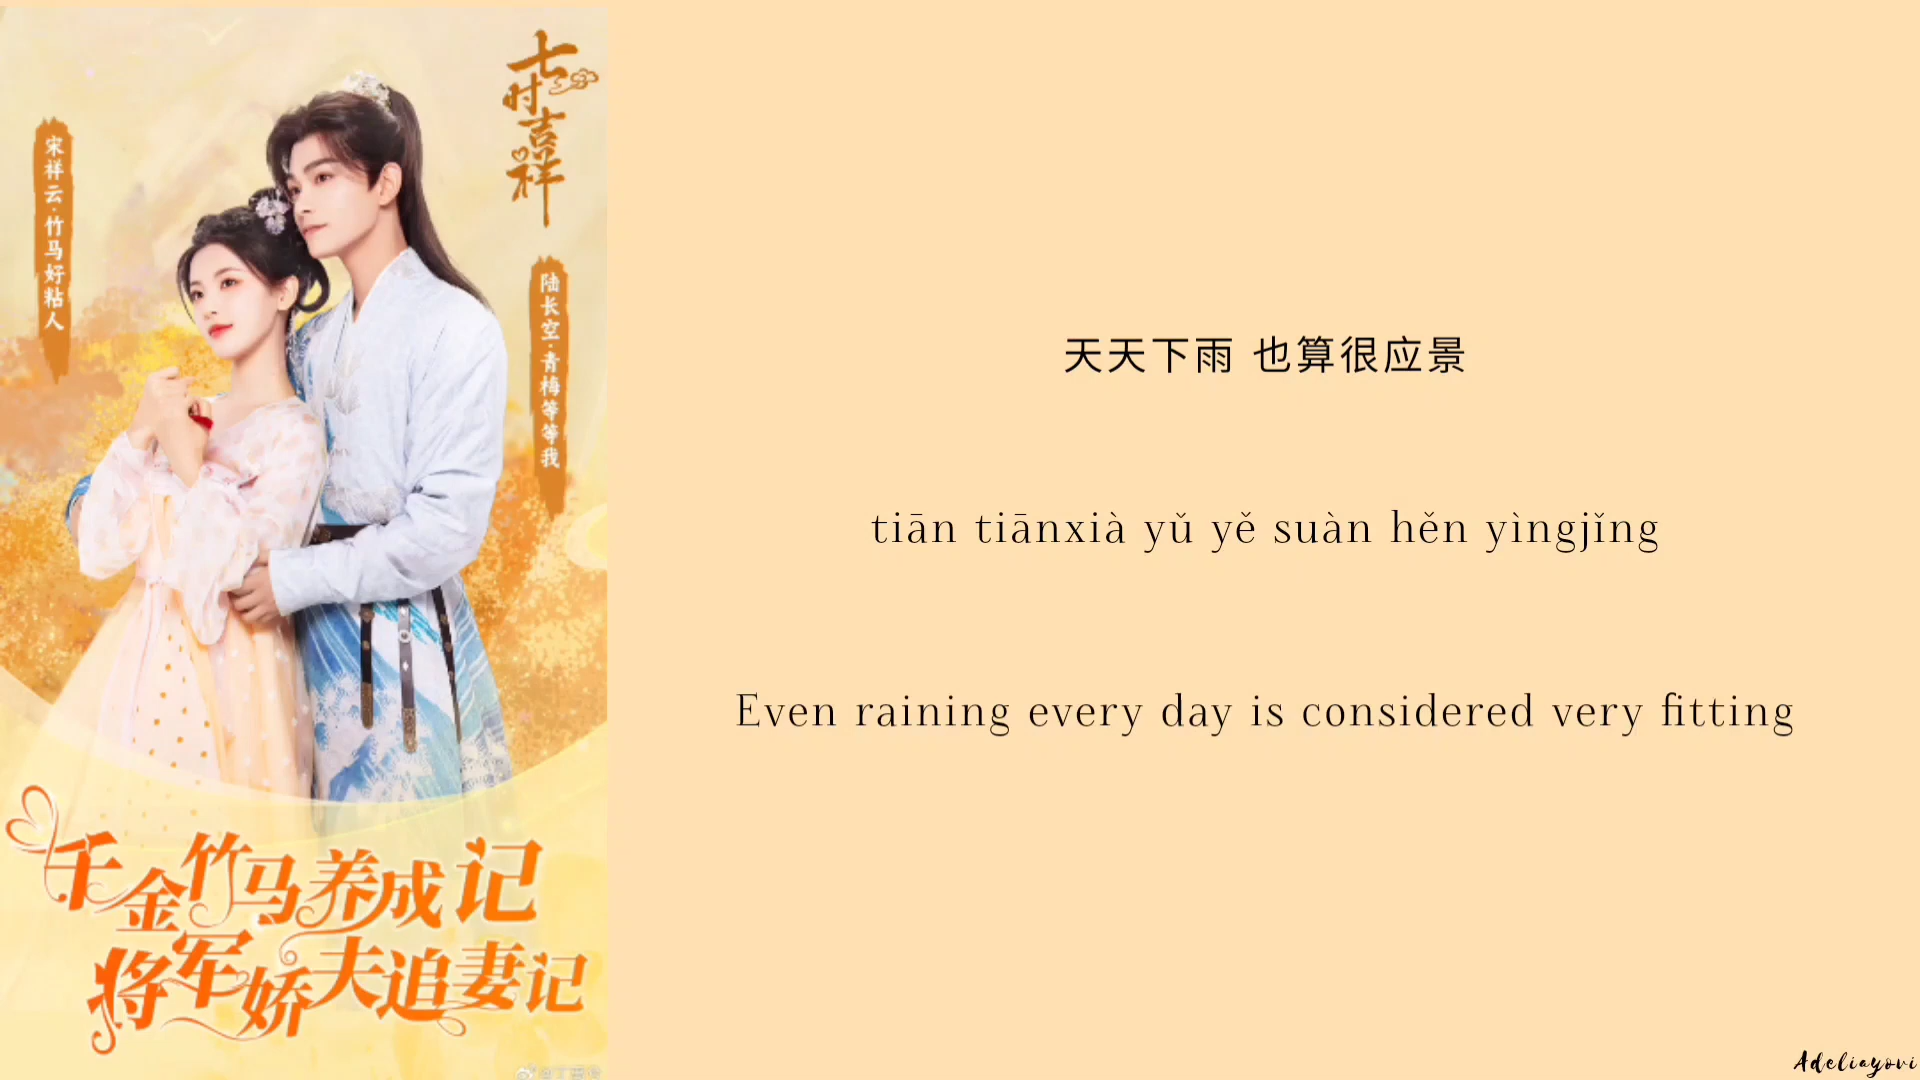 七时吉祥
宋祥云·竹马好粘人
陆长空·青梅等等我
千金竹马养成记
将军娇夫追妻记
天天下雨 也算很应景
tiān tiānxià yǔ yě suàn hěn yìngjǐng
Even raining every day is considered very fitting
Adeliayovi